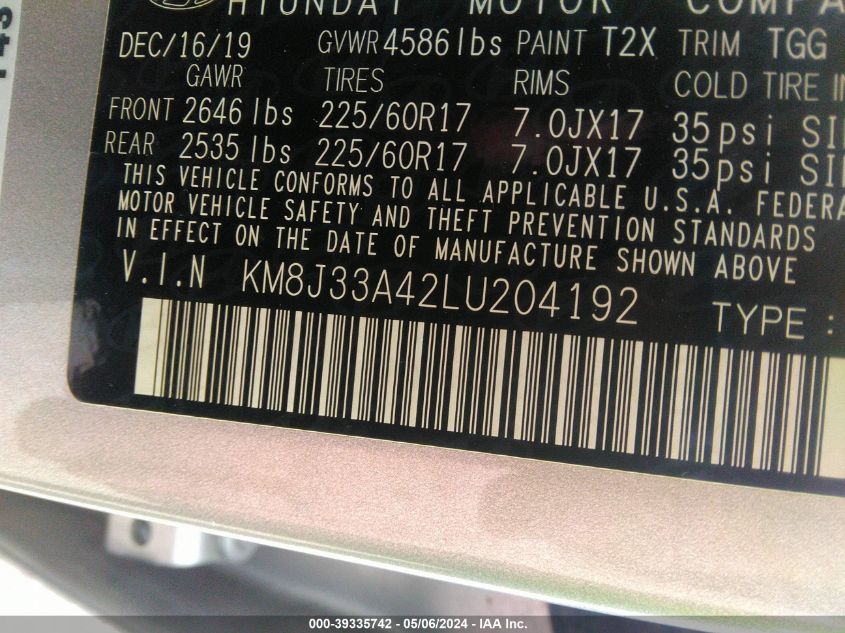 HYUNDAI MOTOR COMPA
DEC/16/19 GVWR 4586 lbs PAINT T2X TRIM TGG
GAWR TIRES RIMS COLD TIRE IN
FRONT 2646 lbs 225/60R17 7.0JX17 35psi SI
REAR 2535 lbs 225/60R17 7.0JX17 35psi SI
THIS VEHICLE CONFORMS TO ALL APPLICABLE U.S.A. FEDERA
MOTOR VEHICLE SAFETY AND THEFT PREVENTION STANDARDS
IN EFFECT ON THE DATE OF MANUFACTURE SHOWN ABOVE
V.I.N KM8J33A42LU204192 TYPE :
000-39335742 - 05/06/2024 - IAA Inc.